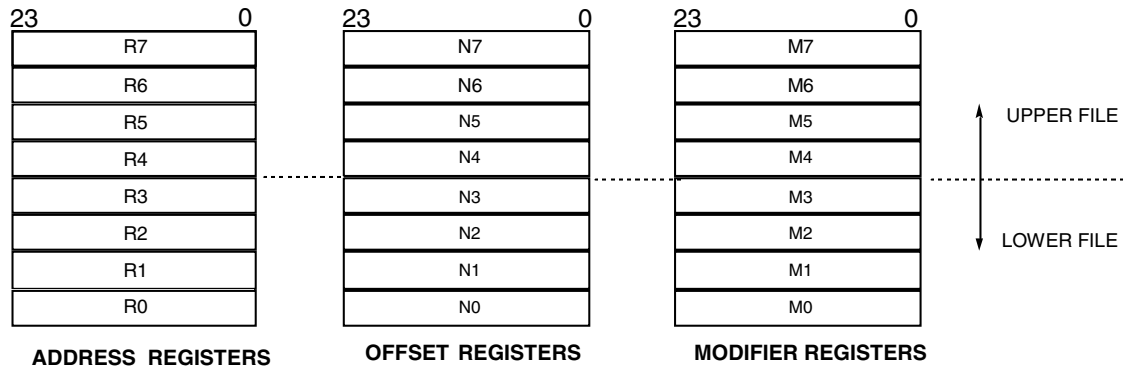 23 0 23 0 23 0
R7 N7 M7
R6 N6 M6
R5 N5 M5 UPPER FILE
R4 N4 M4
R3 N3 M3
R2 N2 M2 LOWER FILE
R1 N1 M1
R0 N0 M0
ADDRESS REGISTERS OFFSET REGISTERS MODIFIER REGISTERS